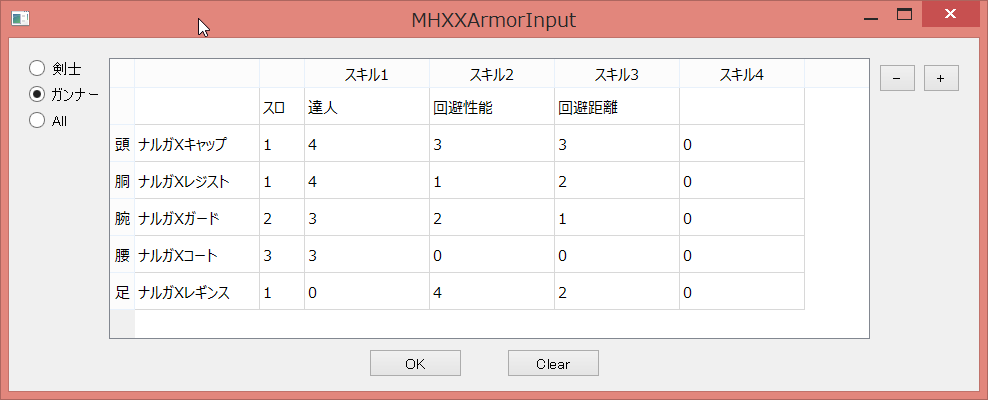 MHXXArmorInput
剣士
ガンナー
All
スキル1 スキル2 スキル3 スキル4
スロ 達人 回避性能 回避距離
頭 ナルガXキャップ 1 4 3 3 0
胴 ナルガXレジスト 1 4 1 2 0
腕 ナルガXガード 2 3 2 1 0
腰 ナルガXコート 3 3 0 0 0
足 ナルガXレギンス 1 0 4 2 0
- +
OK Clear